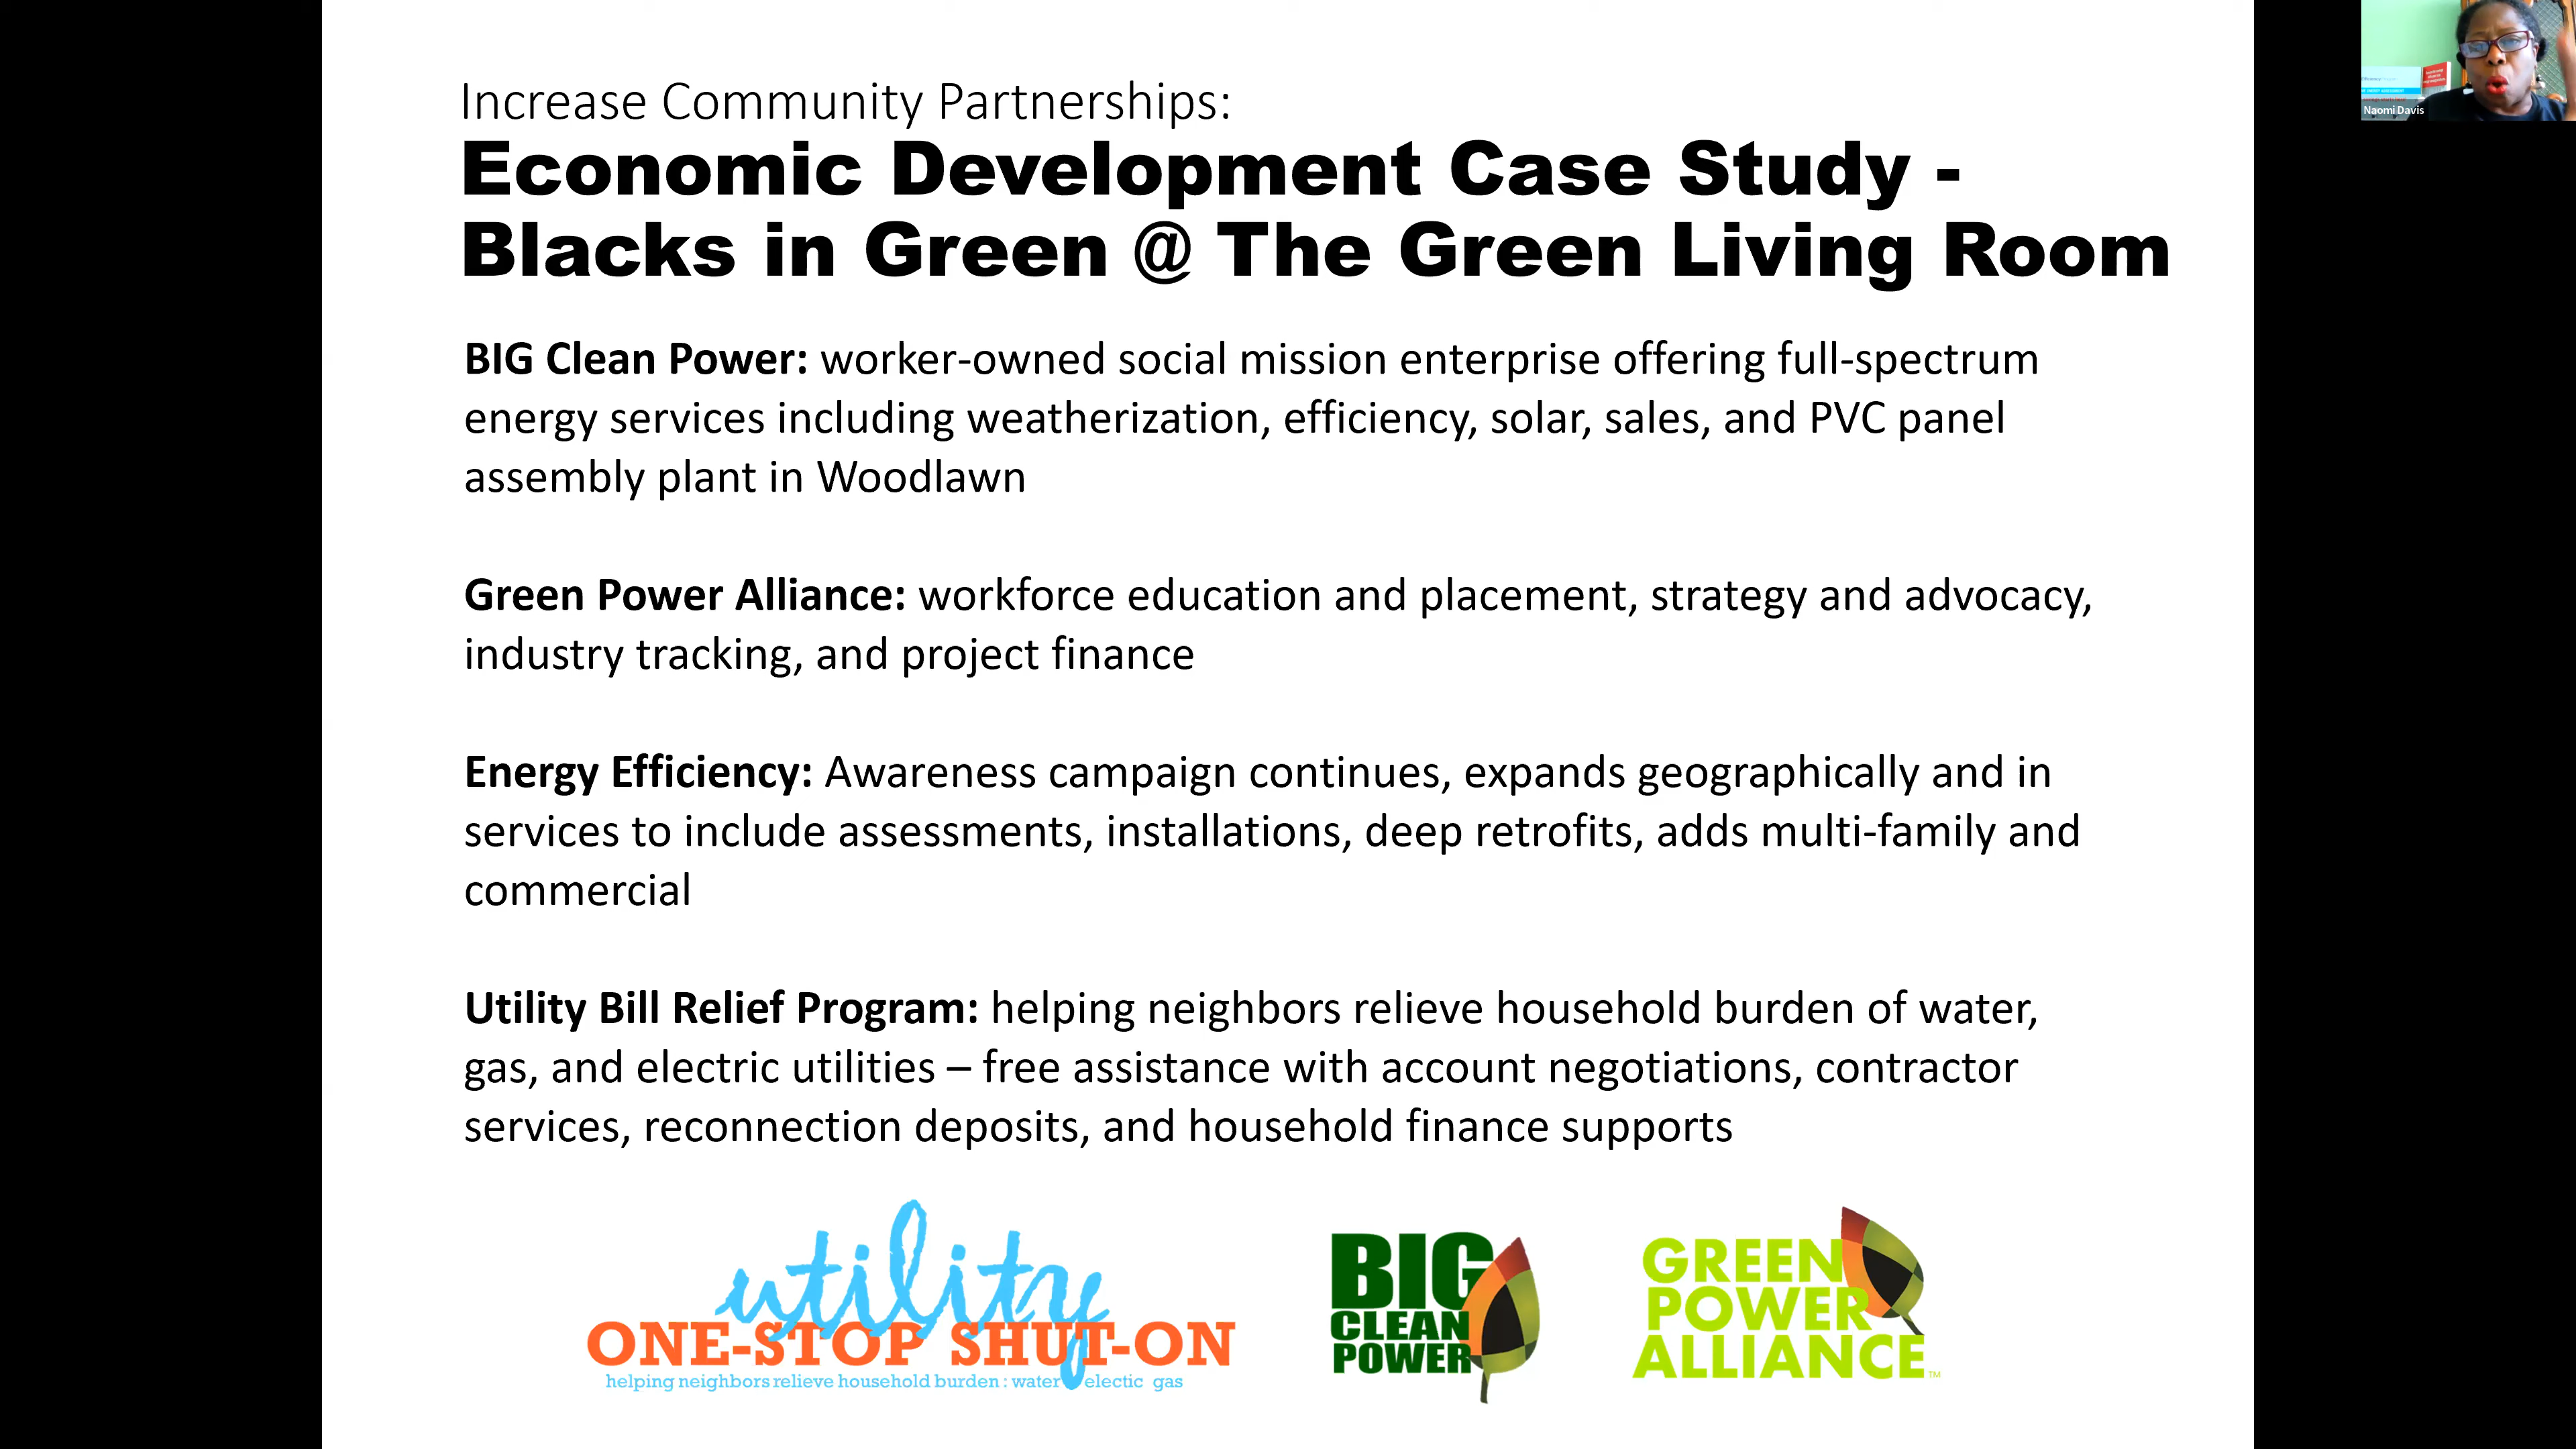 Increase Community Partnerships:
Economic Development Case Study -
Blacks in Green @ The Green Living Room
BIG Clean Power: worker-owned social mission enterprise offering full-spectrum
energy services including weatherization, efficiency, solar, sales, and PVC panel
assembly plant in Woodlawn
Green Power Alliance: workforce education and placement, strategy and advocacy,
industry tracking, and project finance
Energy Efficiency: Awareness campaign continues, expands geographically and in
services to include assessments, installations, deep retrofits, adds multi-family and
commercial
Utility Bill Relief Program: helping neighbors relieve household burden of water,
gas, and electric utilities – free assistance with account negotiations, contractor
services, reconnection deposits, and household finance supports
utility
ONE-STOP SHUT-ON
helping neighbors relieve household burden : water electic gas
BIG
CLEAN
POWER
GREEN
POWER
ALLIANCE™
Naomi Davis